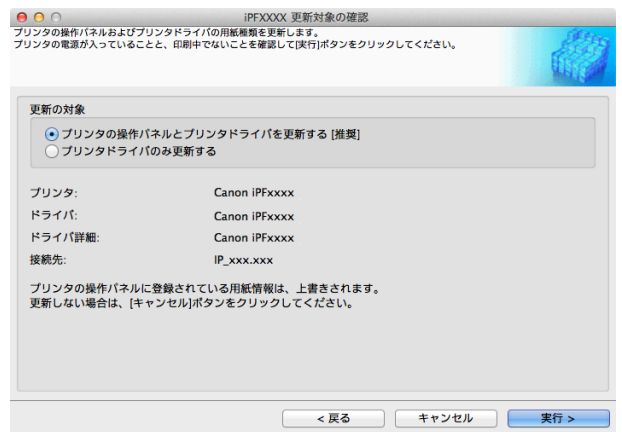 iPFXXXX 更新対象の確認
プリンタの操作パネルおよびプリンタドライバの用紙種類を更新します。
プリンタの電源が入っていることと、印刷中でないことを確認して[実行]ボタンをクリックしてください。
更新の対象
プリンタの操作パネルとプリンタドライバを更新する [推奨]
プリンタドライバのみ更新する
プリンタ: Canon iPFxxxx
ドライバ: Canon iPFxxxx
ドライバ詳細: Canon iPFxxxx
接続先: IP_xxx.xxx
プリンタの操作パネルに登録されている用紙情報は、上書きされます。
更新しない場合は、[キャンセル]ボタンをクリックしてください。
< 戻る キャンセル 実行 >